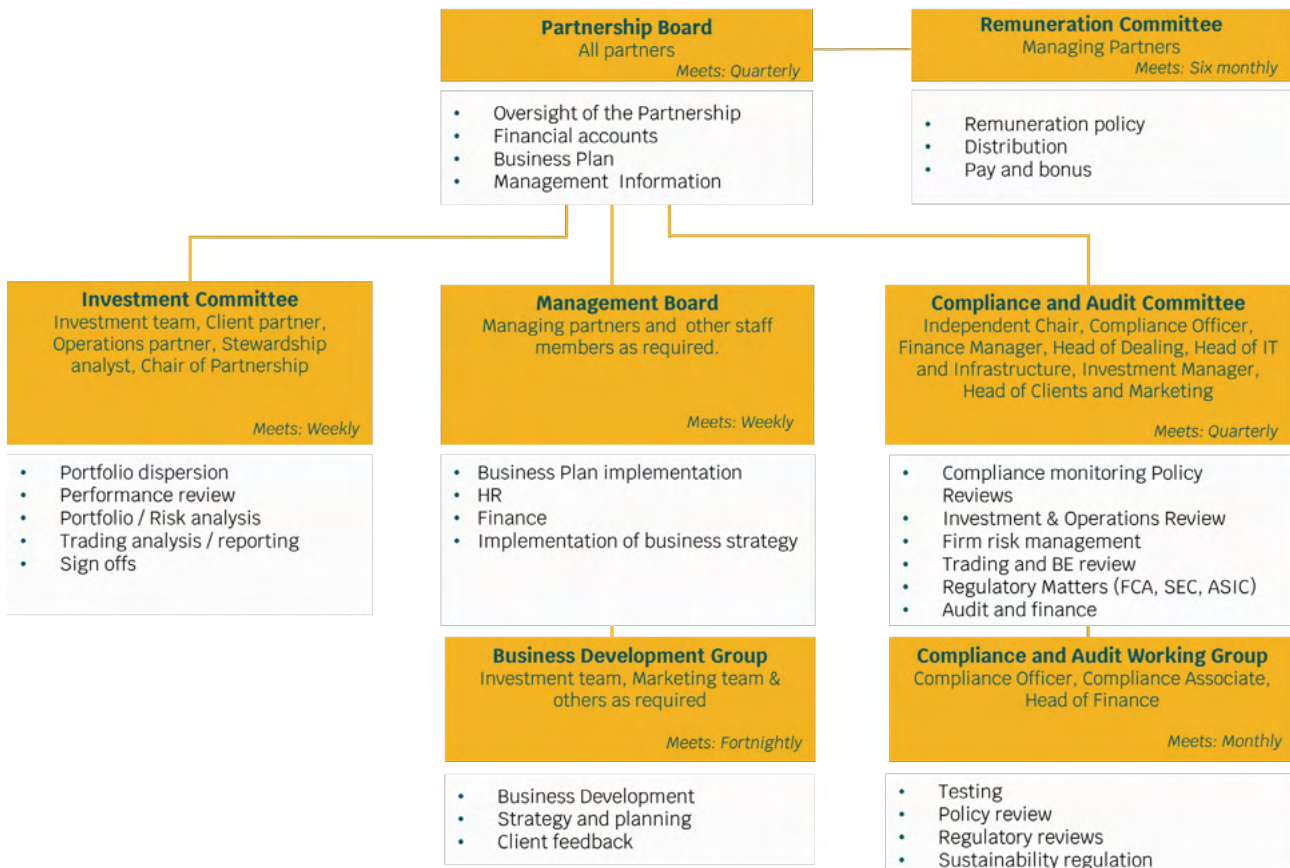 Partnership Board
All partners
Meets: Quarterly
• Oversight of the Partnership
• Financial accounts
• Business Plan
• Management Information
Remuneration Committee
Managing Partners
Meets: Six monthly
• Remuneration policy
• Distribution
• Pay and bonus
Investment Committee
Investment team, Client partner,
Operations partner, Stewardship
analyst, Chair of Partnership
Meets: Weekly
• Portfolio dispersion
• Performance review
• Portfolio / Risk analysis
• Trading analysis / reporting
• Sign offs
Management Board
Managing partners and other staff
members as required.
Meets: Weekly
• Business Plan implementation
• HR
• Finance
• Implementation of business strategy
Compliance and Audit Committee
Independent Chair, Compliance Officer,
Finance Manager, Head of Dealing, Head of IT
and Infrastructure, Investment Manager,
Head of Clients and Marketing
Meets: Quarterly
• Compliance monitoring Policy
Reviews
• Investment & Operations Review
• Firm risk management
• Trading and BE review
• Regulatory Matters (FCA, SEC, ASIC)
• Audit and finance
Business Development Group
Investment team, Marketing team &
others as required
Meets: Fortnightly
• Business Development
• Strategy and planning
• Client feedback
Compliance and Audit Working Group
Compliance Officer, Compliance Associate,
Head of Finance
Meets: Monthly
• Testing
• Policy review
• Regulatory reviews
• Sustainability regulation